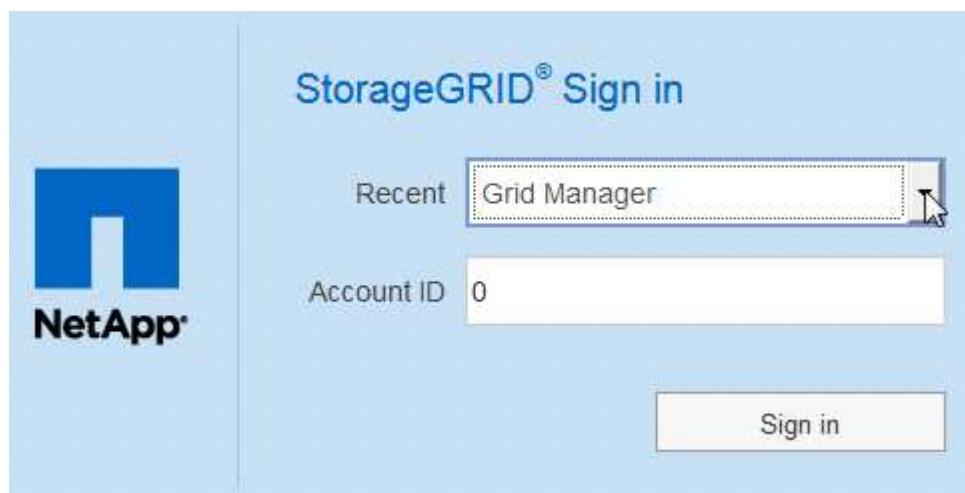 StorageGRID® Sign in
Recent Grid Manager
Account ID 0
NetApp®
Sign in